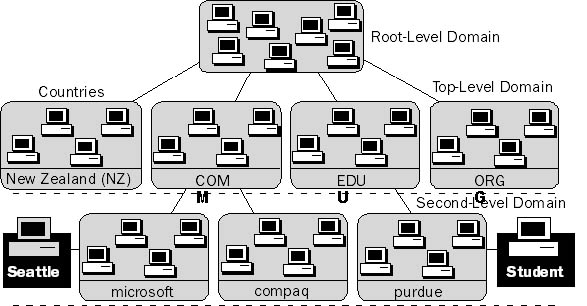 Root-Level Domain
Countries
Top-Level Domain
New Zealand (NZ)
COM
EDU
ORG
M
U
G
Second-Level Domain
Seattle
microsoft
compaq
purdue
Student